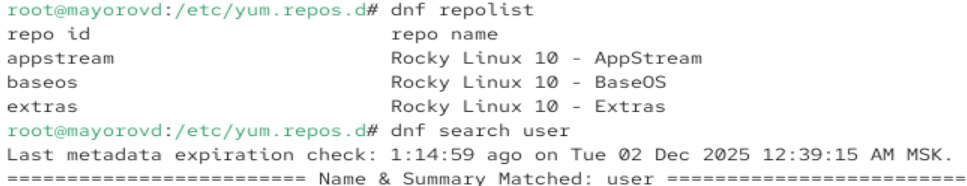 root@mayorovd:/etc/yum.repos.d# dnf repolist
repo id                         repo name
appstream                       Rocky Linux 10 - AppStream
baseos                          Rocky Linux 10 - BaseOS
extras                          Rocky Linux 10 - Extras
root@mayorovd:/etc/yum.repos.d# dnf search user
Last metadata expiration check: 1:14:59 ago on Tue 02 Dec 2025 12:39:15 AM MSK.
========================= Name & Summary Matched: user =========================